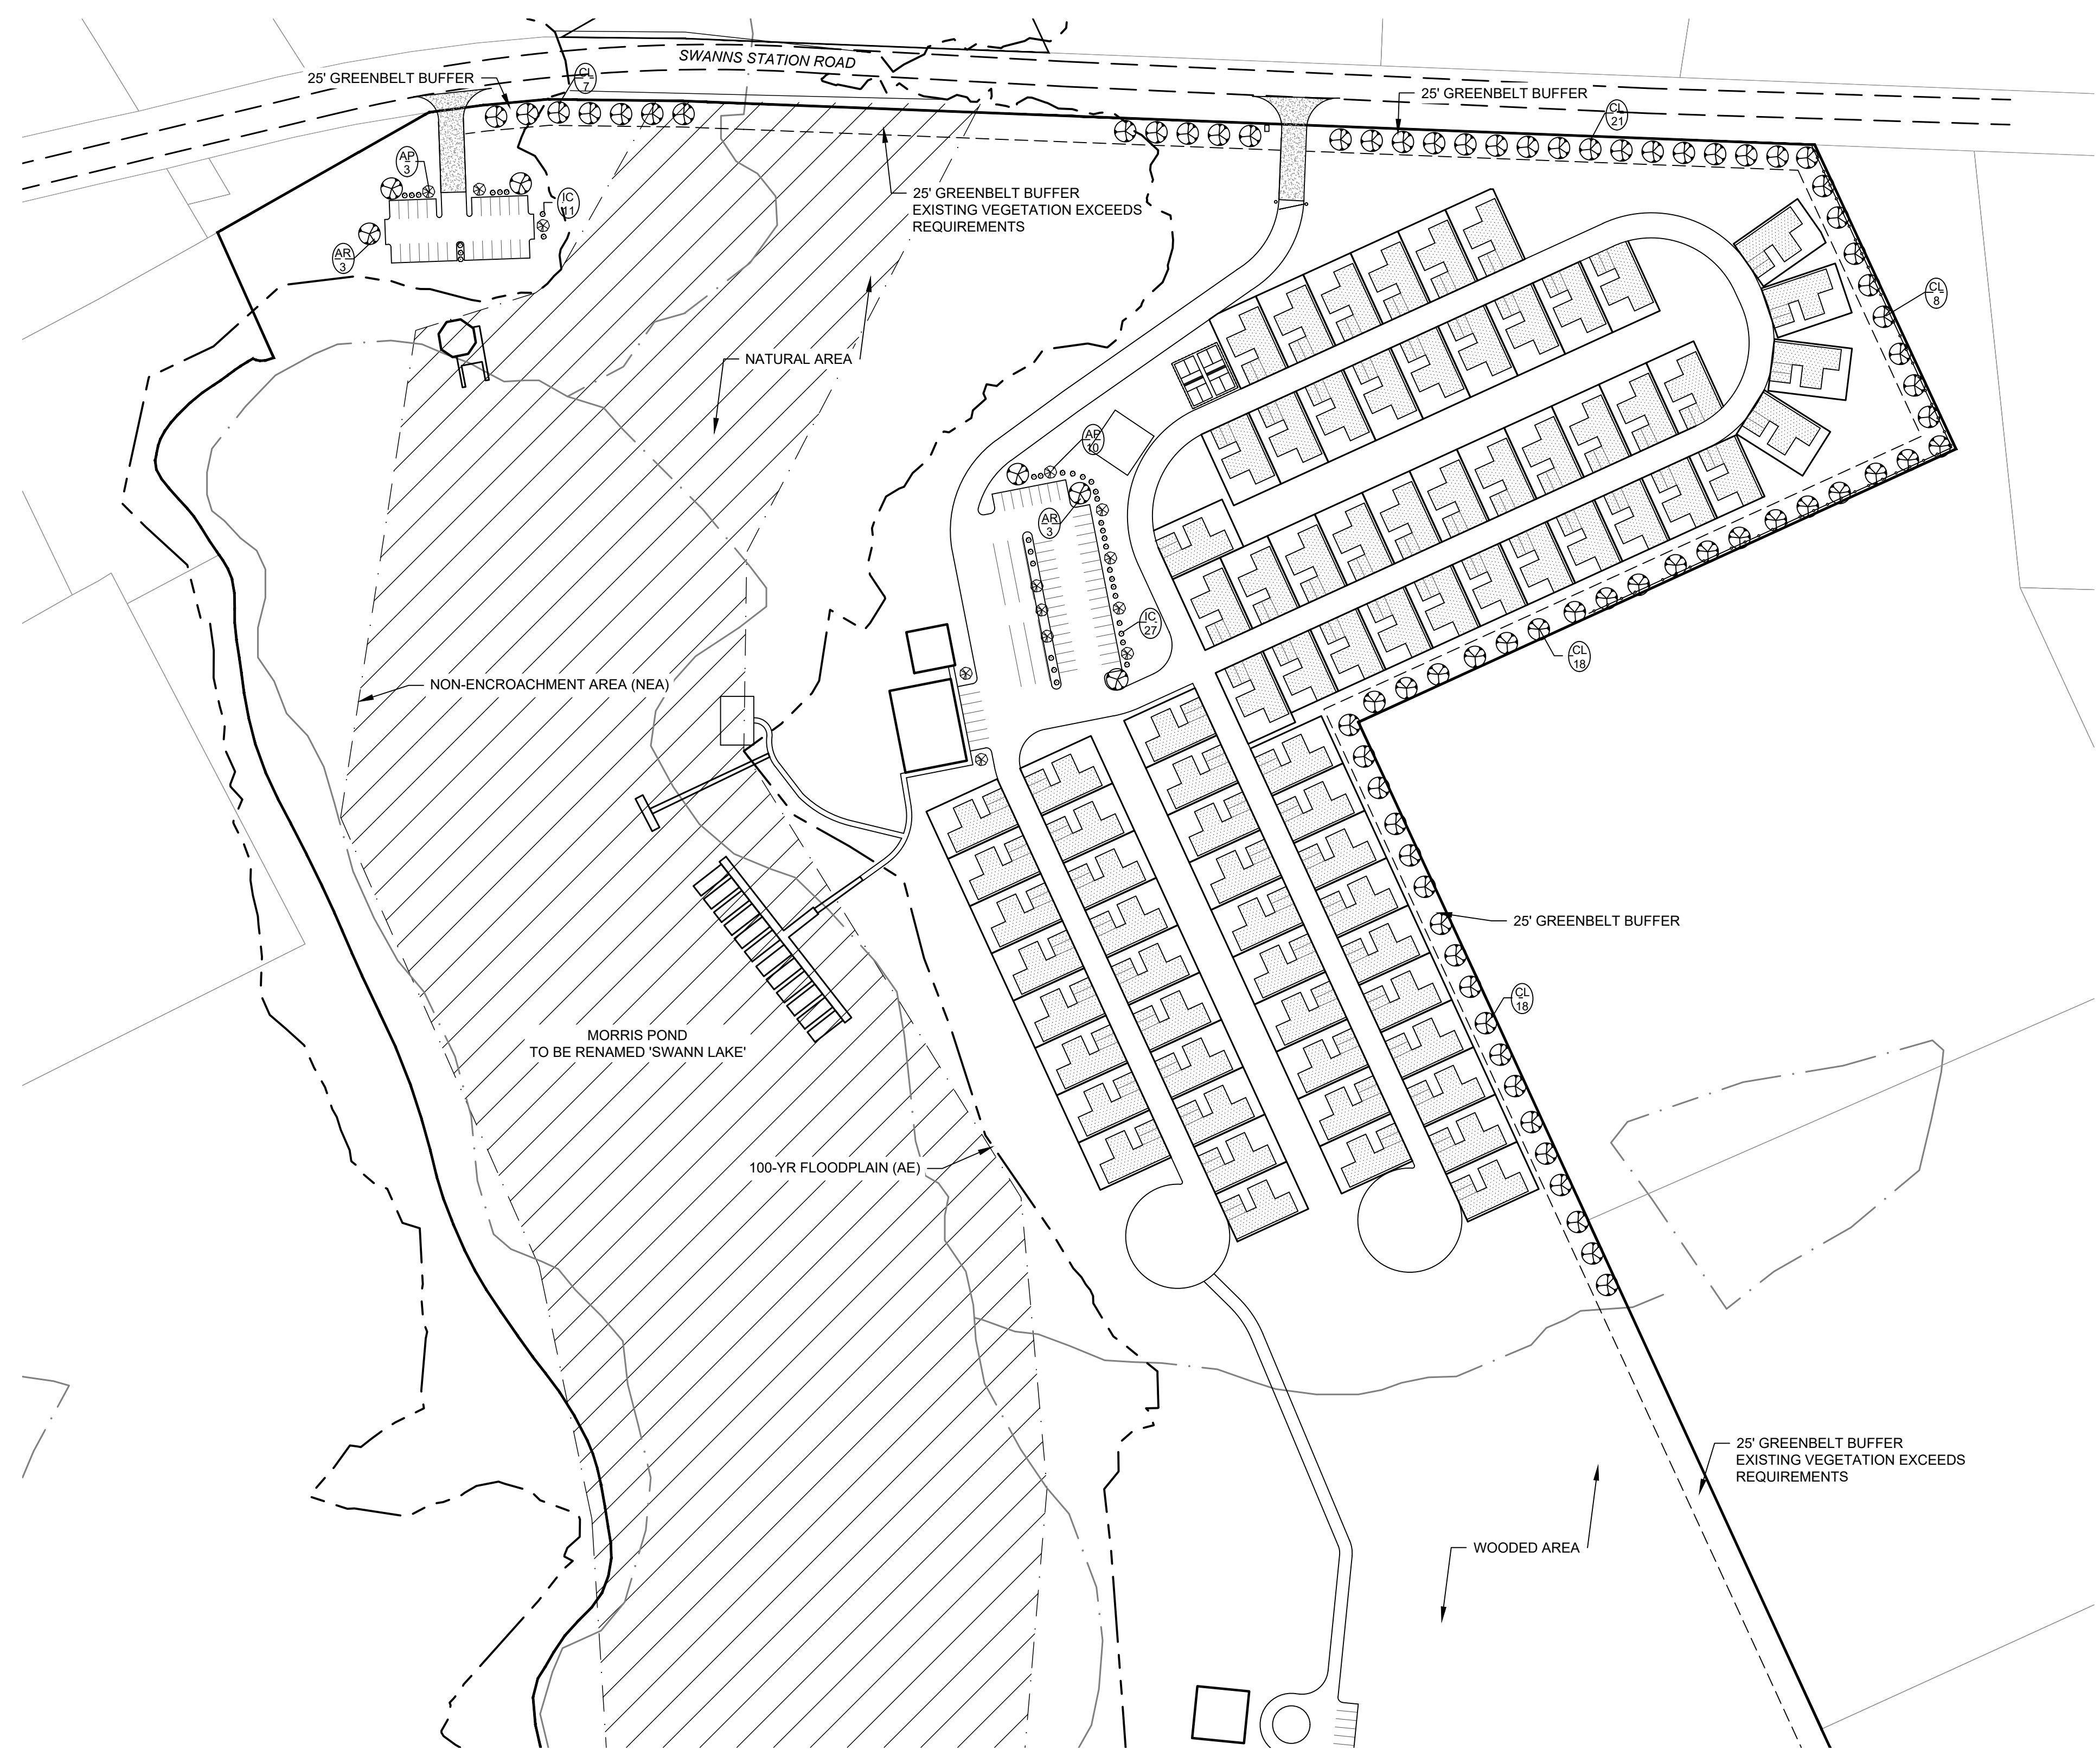 SWANNS STATION ROAD
25' GREENBELT BUFFER
CL
7
25' GREENBELT BUFFER
CL
21
AP
3
IC
11
25' GREENBELT BUFFER
EXISTING VEGETATION EXCEEDS
REQUIREMENTS
AR
3
CL
8
NATURAL AREA
AP
10
AR
3
IC
27
CL
18
NON-ENCROACHMENT AREA (NEA)
25' GREENBELT BUFFER
CL
18
MORRIS POND
TO BE RENAMED 'SWANN LAKE'
100-YR FLOODPLAIN (AE)
25' GREENBELT BUFFER
EXISTING VEGETATION EXCEEDS
REQUIREMENTS
WOODED AREA